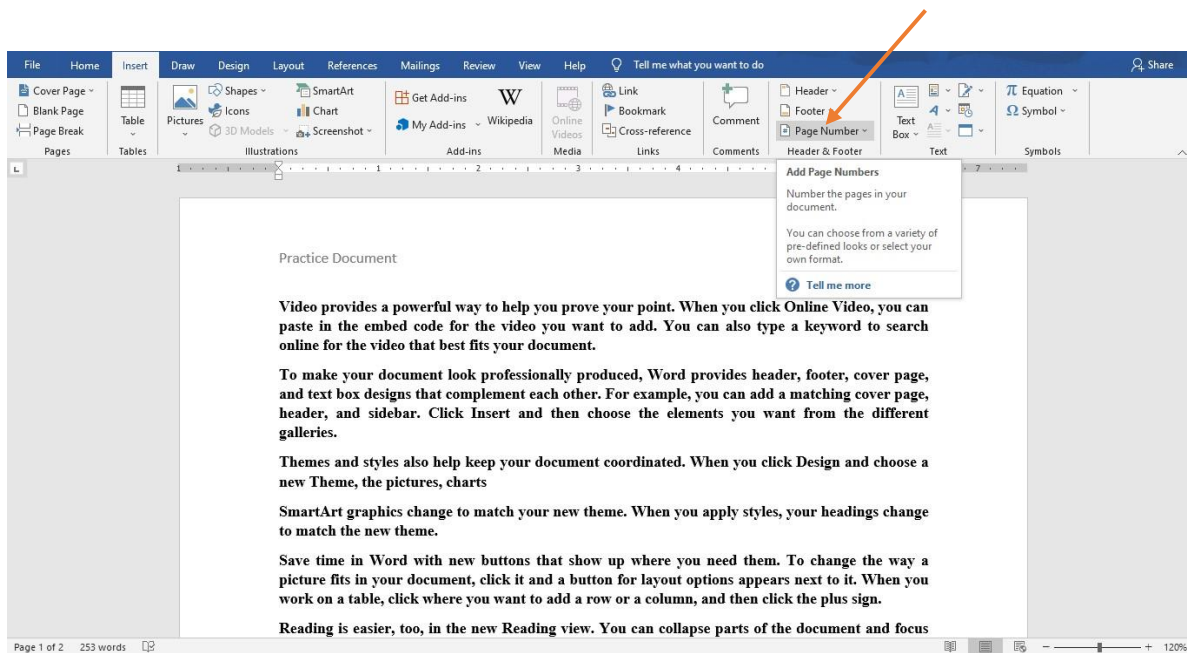 File Home Insert Draw Design Layout References Mailings Review View Help Tell me what you want to do Share
Cover Page
Blank Page
Page Break
Pages
Table
Tables
Pictures
Shapes
Icons
3D Models
SmartArt
Chart
Screenshot
Illustrations
Get Add-ins
My Add-ins
W
Wikipedia
Add-ins
Online
Videos
Media
Link
Bookmark
Cross-reference
Links
Comment
Comments
Header
Footer
Page Number
Header & Footer
Text
Box
Text
π Equation
Ω Symbol
Symbols
L
1 1 2 3 4 7
Add Page Numbers
Number the pages in your
document.
You can choose from a variety of
pre-defined looks or select your
own format.
? Tell me more
Practice Document
Video provides a powerful way to help you prove your point. When you click Online Video, you can
paste in the embed code for the video you want to add. You can also type a keyword to search
online for the video that best fits your document.
To make your document look professionally produced, Word provides header, footer, cover page,
and text box designs that complement each other. For example, you can add a matching cover page,
header, and sidebar. Click Insert and then choose the elements you want from the different
galleries.
Themes and styles also help keep your document coordinated. When you click Design and choose a
new Theme, the pictures, charts
SmartArt graphics change to match your new theme. When you apply styles, your headings change
to match the new theme.
Save time in Word with new buttons that show up where you need them. To change the way a
picture fits in your document, click it and a button for layout options appears next to it. When you
work on a table, click where you want to add a row or a column, and then click the plus sign.
Reading is easier, too, in the new Reading view. You can collapse parts of the document and focus
Page 1 of 2 253 words 120%